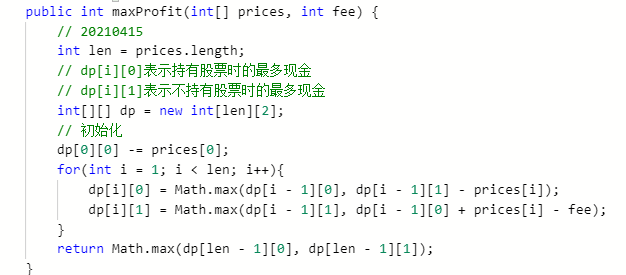 public int maxProfit(int[] prices, int fee) {
// 20210415
int len = prices.length;
// dp[i][0]表示持有股票时的最多现金
// dp[i][1]表示不持有股票时的最多现金
int[][] dp = new int[len][2];
// 初始化
dp[0][0] -= prices[0];
for(int i = 1; i < len; i++){
dp[i][0] = Math.max(dp[i - 1][0], dp[i - 1][1] - prices[i]);
dp[i][1] = Math.max(dp[i - 1][1], dp[i - 1][0] + prices[i] - fee);
}
return Math.max(dp[len - 1][0], dp[len - 1][1]);
}